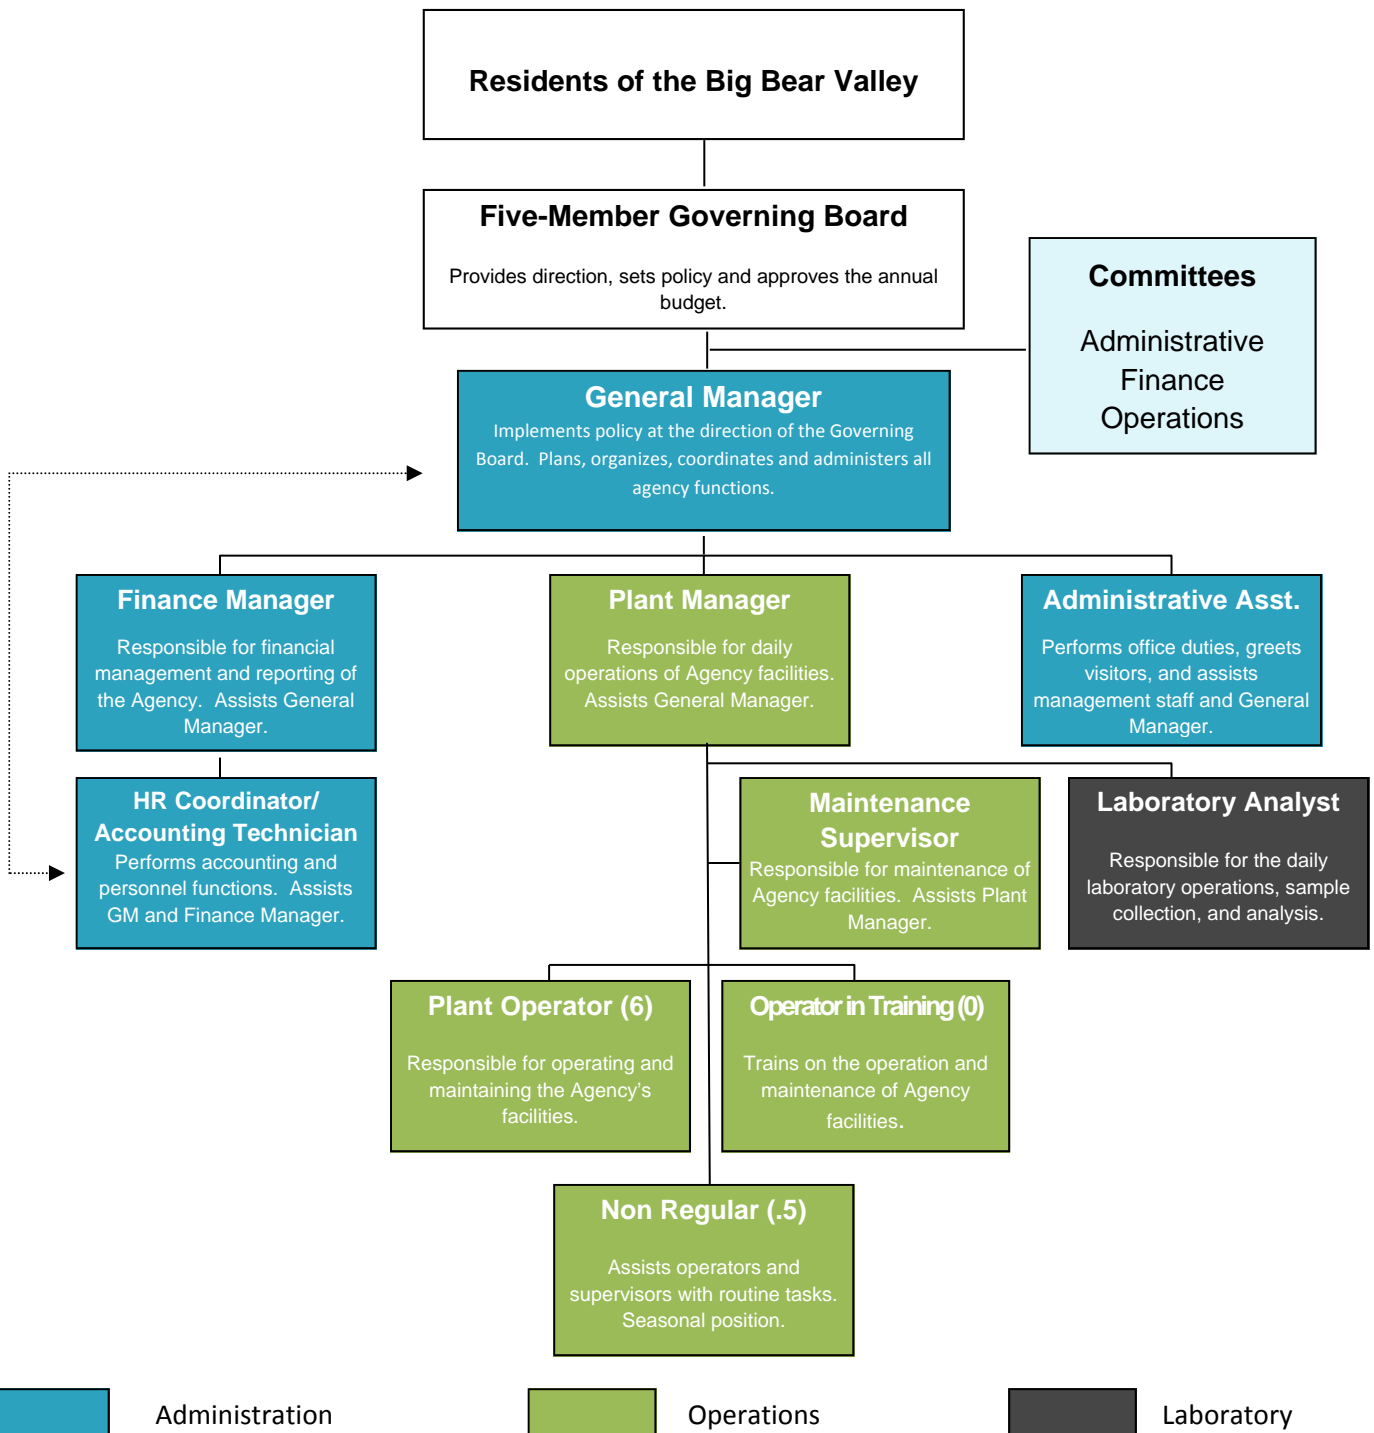 Residents of the Big Bear Valley
Five-Member Governing Board
Provides direction, sets policy and approves the annual
budget.
Committees
Administrative
Finance
Operations
General Manager
Implements policy at the direction of the Governing
Board.  Plans, organizes, coordinates and administers all
agency functions.
Finance Manager
Responsible for financial
management and reporting of
the Agency.  Assists General
Manager.
Plant Manager
Responsible for daily
operations of Agency facilities.
Assists General Manager.
Administrative Asst.
Performs office duties, greets
visitors, and assists
management staff and General
Manager.
HR Coordinator/
Accounting Technician
Performs accounting and
personnel functions.  Assists
GM and Finance Manager.
Maintenance
Supervisor
Responsible for maintenance of
Agency facilities.  Assists Plant
Manager.
Laboratory Analyst
Responsible for the daily
laboratory operations, sample
collection, and analysis.
Plant Operator (6)
Responsible for operating and
maintaining the Agency’s
facilities.
Operator in Training (0)
Trains on the operation and
maintenance of Agency
facilities.
Non Regular (.5)
Assists operators and
supervisors with routine tasks.
Seasonal position.
Administration
Operations
Laboratory